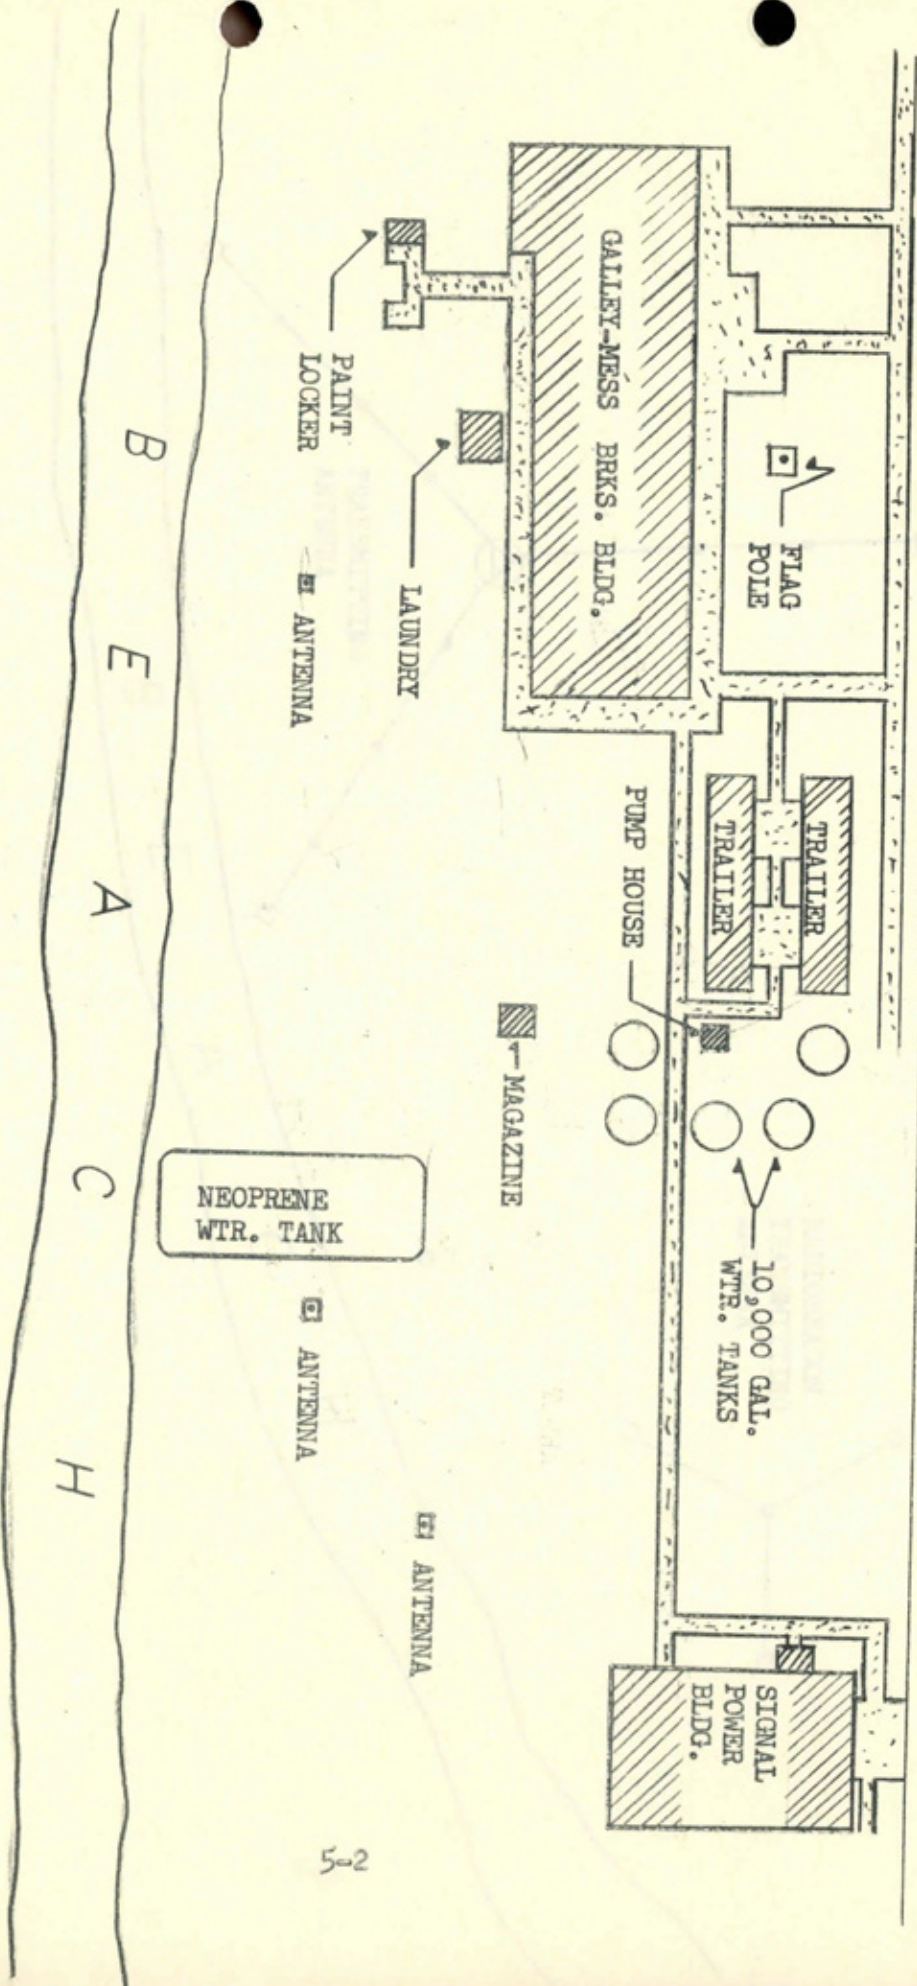 FLAG
POLE
GALLEY-MESS BRKS. BLDG.
PAINT
LOCKER
LAUNDRY
ANTENNA
TRAILER
TRAILER
PUMP HOUSE
MAGAZINE
10,000 GAL.
WTR. TANKS
NEOPRENE
WTR. TANK
ANTENNA
ANTENNA
SIGNAL
POWER
BLDG.
BEACH
5-2